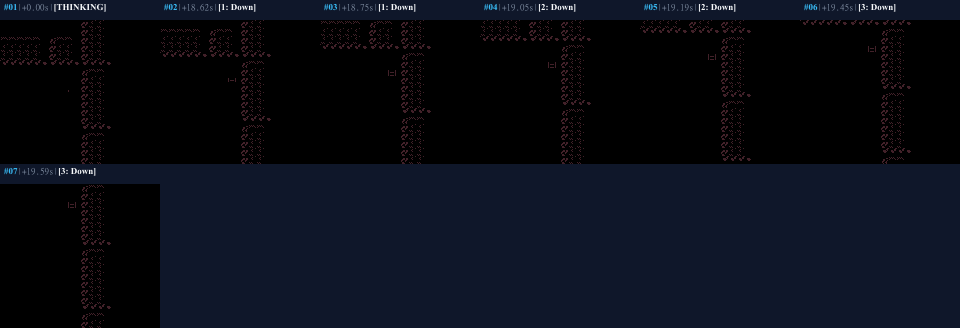 #01|+0.00s|[THINKING]
#02|+18.62s|[1: Down]
#03|+18.75s|[1: Down]
#04|+19.05s|[2: Down]
#05|+19.19s|[2: Down]
#06|+19.45s|[3: Down]
#07|+19.59s|[3: Down]